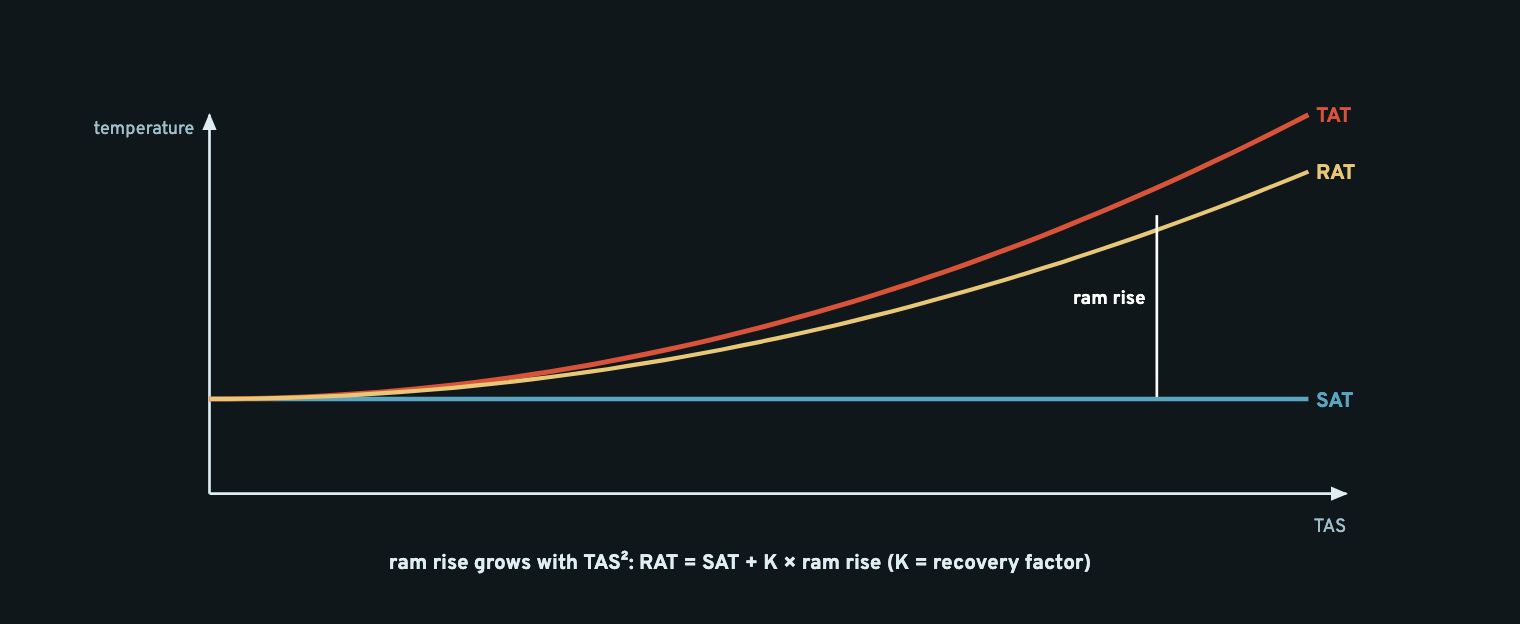 TAT
temperature
RAT
ram rise
SAT
TAS
ram rise grows with TAS²: RAT = SAT + K × ram rise (K = recovery factor)